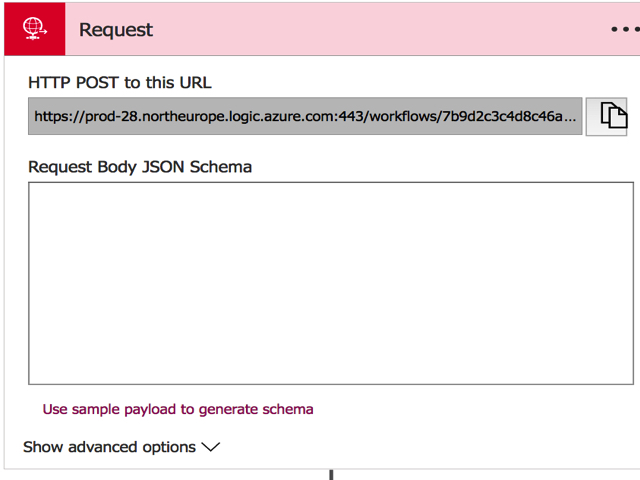 Request
HTTP POST to this URL
https://prod-28.northeurope.logic.azure.com:443/workflows/7b9d2c3c4d8c46a...
Request Body JSON Schema
Use sample payload to generate schema
Show advanced options